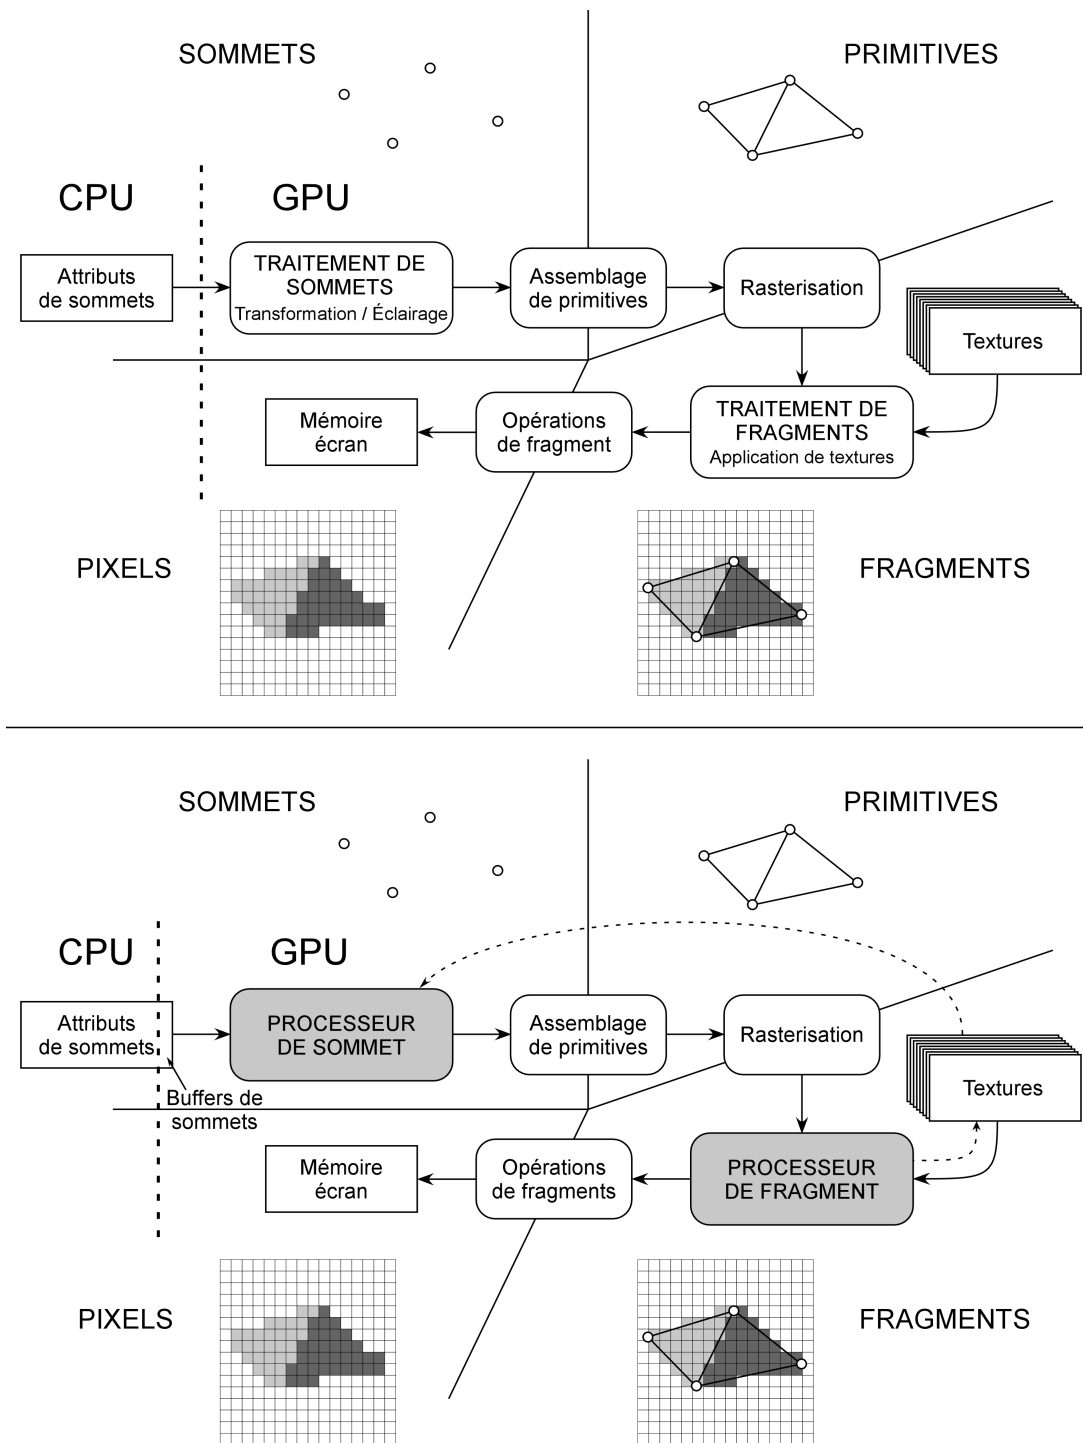 SOMMETS
PRIMITIVES
CPU
GPU
Attributs
de sommets
TRAITEMENT DE
SOMMETS
Transformation / Éclairage
Assemblage
de primitives
Rasterisation
Textures
Mémoire
écran
Opérations
de fragment
TRAITEMENT DE
FRAGMENTS
Application de textures
PIXELS
FRAGMENTS
SOMMETS
PRIMITIVES
CPU
GPU
Attributs
de sommets
PROCESSEUR
DE SOMMET
Assemblage
de primitives
Rasterisation
Textures
Buffers de
sommets
Mémoire
écran
Opérations
de fragments
PROCESSEUR
DE FRAGMENT
PIXELS
FRAGMENTS